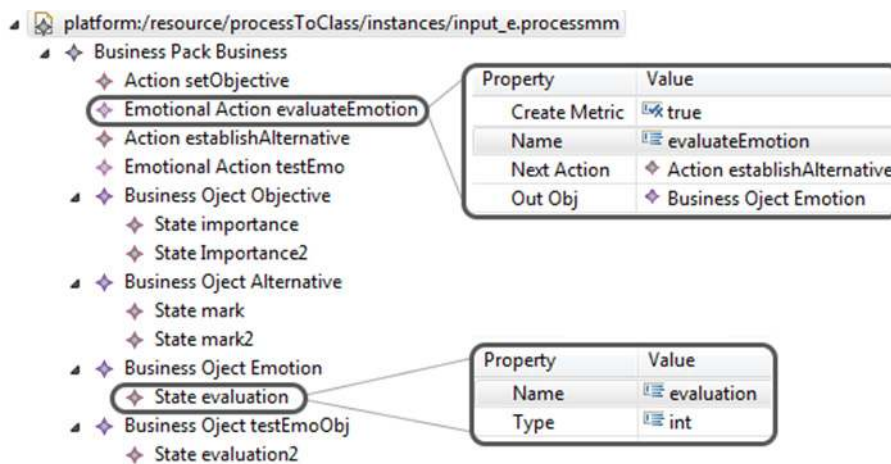 platform:/resource/processToClass/instances/input_e.processmm
Business Pack Business
Action setObjective
Emotional Action evaluateEmotion
Action establishAlternative
Emotional Action testEmo
Business Oject Objective
State importance
State Importance2
Business Oject Alternative
State mark
State mark2
Business Oject Emotion
State evaluation
Business Oject testEmoObj
State evaluation2
Property Value
Create Metric true
Name evaluateEmotion
Next Action Action establishAlternative
Out Obj Business Oject Emotion
Property Value
Name evaluation
Type int